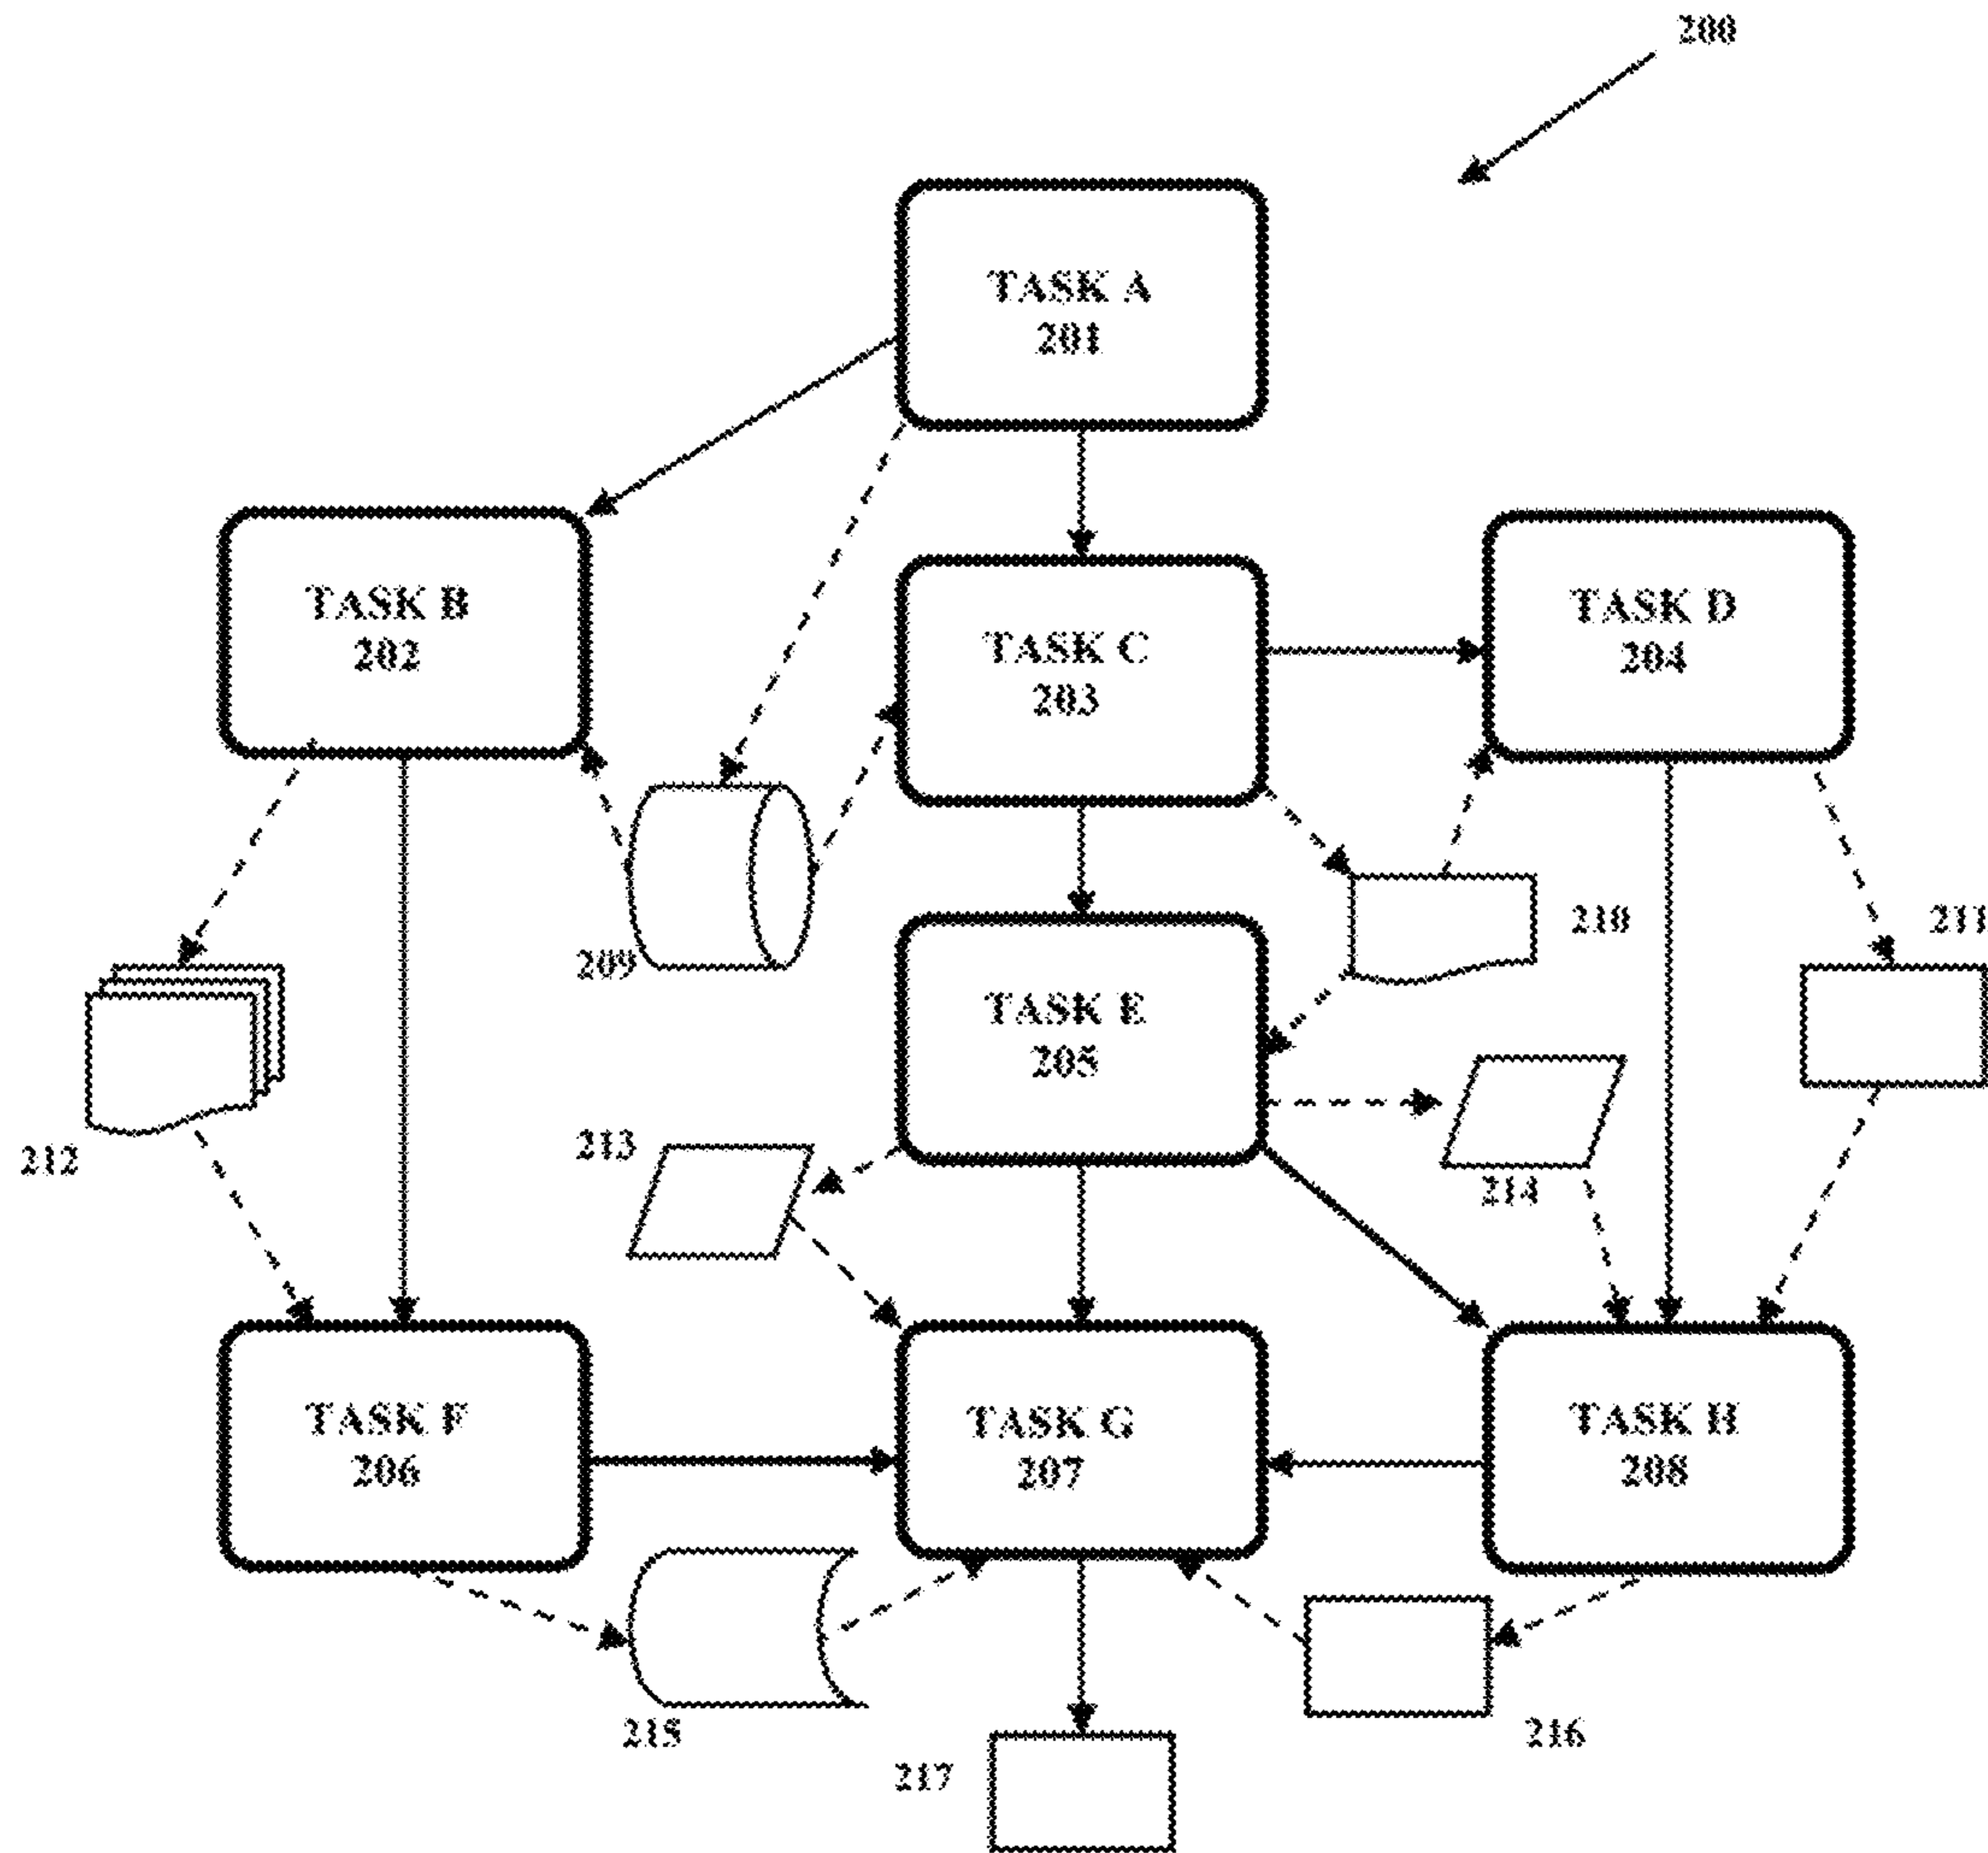 200
TASK A
201
TASK B
202
TASK C
203
TASK D
204
209
210
211
TASK E
205
212
213
214
TASK F
206
TASK G
207
TASK H
208
215
216
217